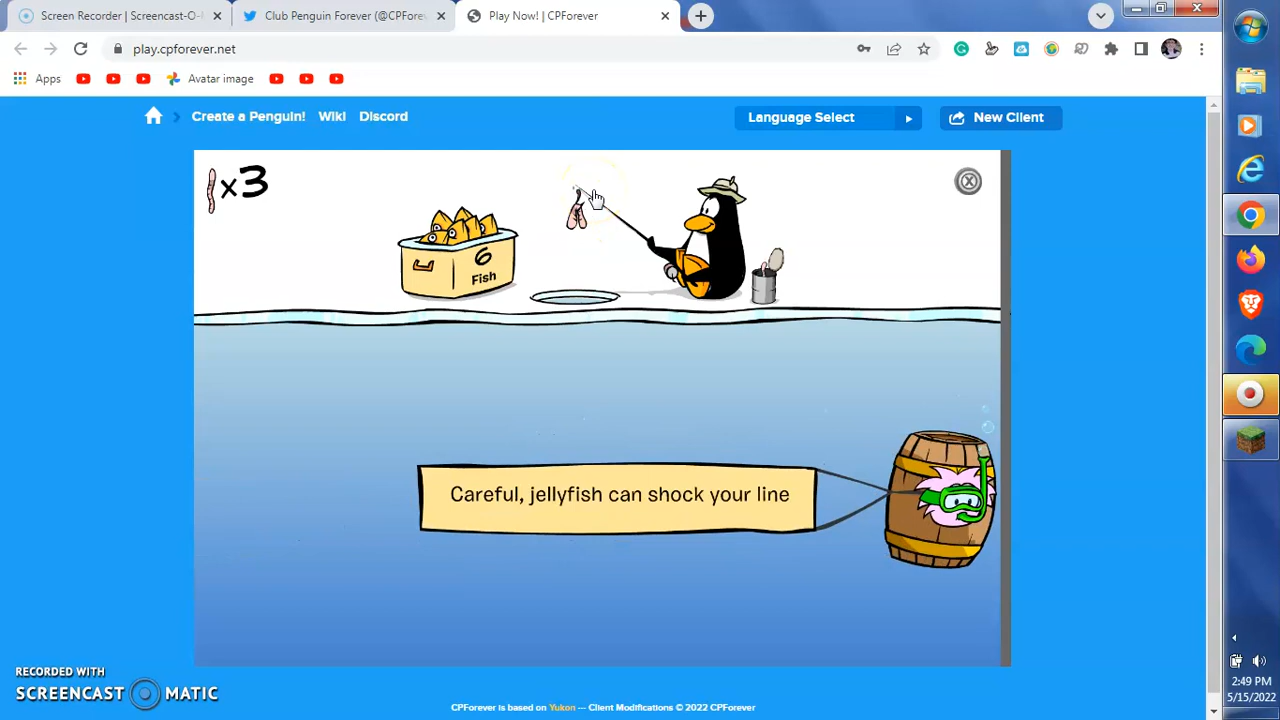 Screen Recorder | Screencast-O-
Club Penguin Forever (@CPForev
Play Now! | CPForever
play.cpforever.net
Apps
Avatar image
Create a Penguin!
Wiki
Discord
Language Select
New Client
x3
6
Fish
Careful, jellyfish can shock your line
RECORDED WITH
SCREENCAST MATIC
CPForever is based on Yukon --- Client Modifications © 2022 CPForever
2:49 PM
5/15/2022